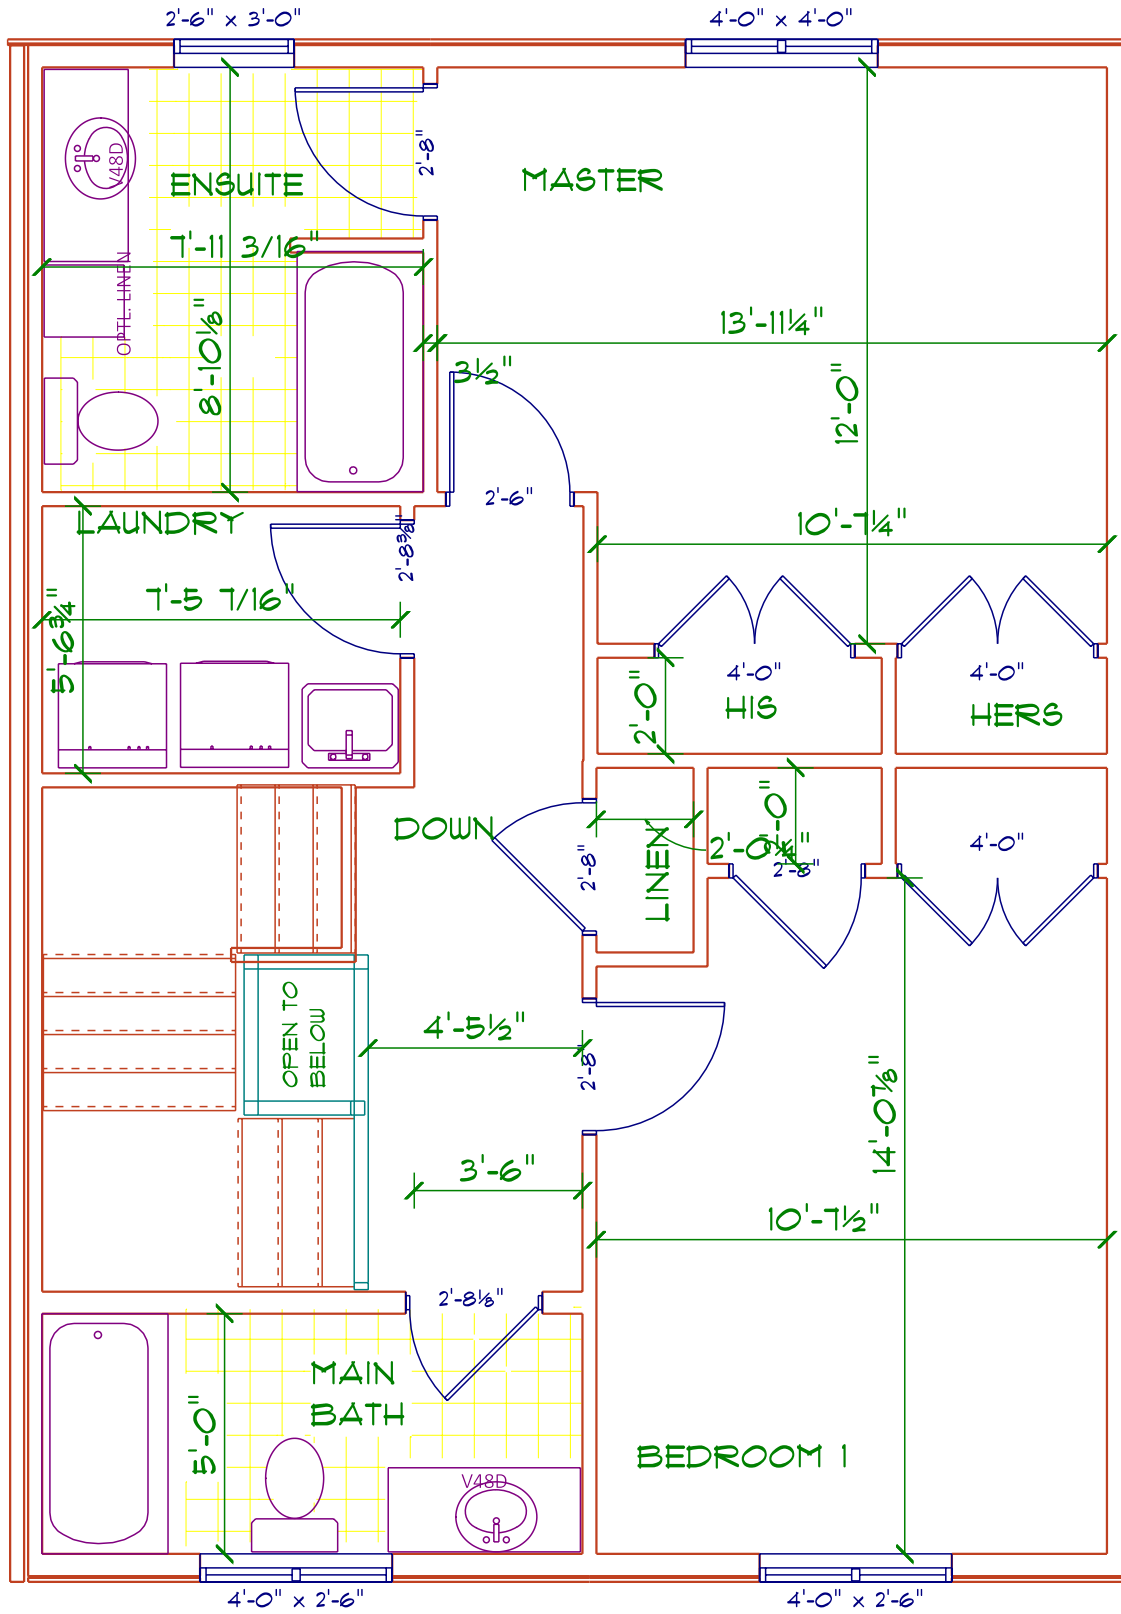 2'-6" x 3'-0"
4'-0" x 4'-0"
2'-8"
V48D
ENSUITE
MASTER
7'-11 3/16"
OPTL. LINEN
8'-10⅛"
13'-11¼"
3½"
12'-0"
2'-6"
LAUNDRY
2'-8⅜"
10'-7¼"
7'-5 7/16"
5'-6¾"
4'-0"
4'-0"
2'-0"
HIS
HERS
DOWN
2'-0"
2'-0¼"
4'-0"
2'-8"
2'-8"
LINEN
OPEN TO
BELOW
4'-5½"
2'-8"
14'-0⅞"
3'-6"
10'-7½"
2'-8⅛"
MAIN
BATH
5'-0"
BEDROOM 1
V48D
4'-0" x 2'-6"
4'-0" x 2'-6"